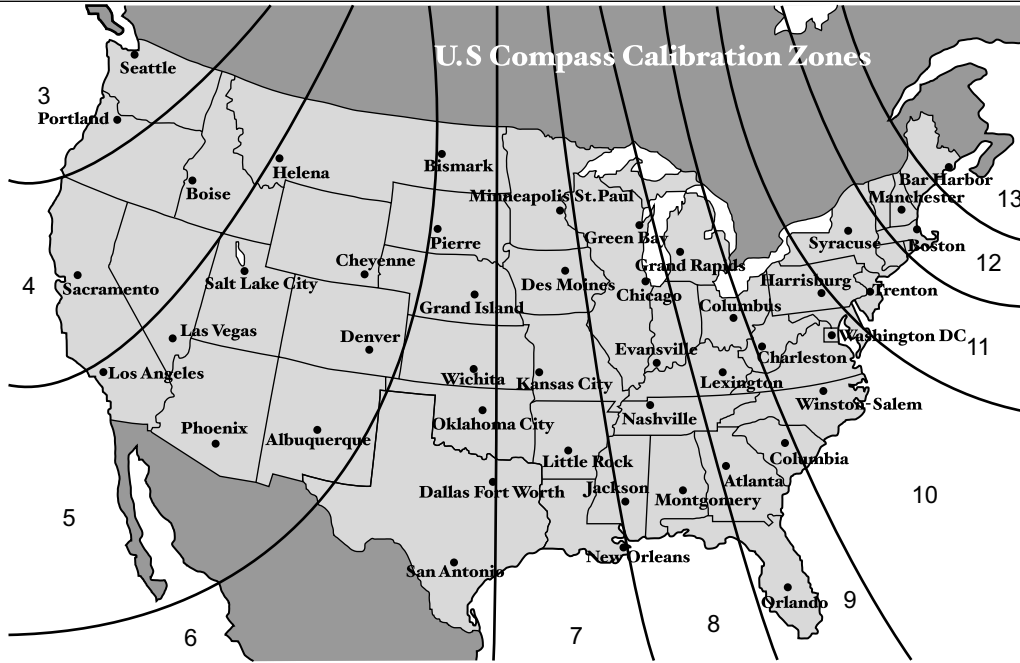 U.S Compass Calibration Zones
Seattle
3
Portland
Bismark
Helena
Bar Harbor
Boise
Minneapolis St.Paul
Manchester
13
Green Bay
Pierre
Syracuse
Boston
Cheyenne
Grand Rapids
12
Salt Lake City
Harrisburg
4
Sacramento
Des Moines
Chicago
Trenton
Grand Island
Columbus
Las Vegas
Denver
Washington DC
Evansville
Charleston
11
Los Angeles
Wichita
Kansas City
Lexington
Winston-Salem
Nashville
Phoenix
Albuquerque
Oklahoma City
Little Rock
Columbia
Atlanta
Dallas Fort Worth
Jackson
Montgomery
10
5
New Orleans
San Antonio
Orlando
9
6
7
8